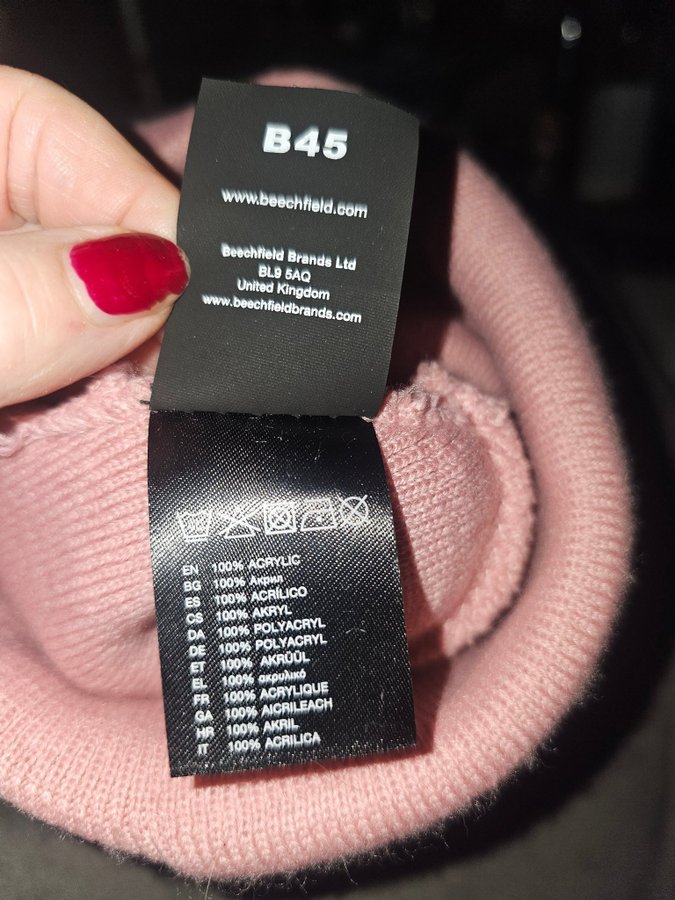 B45
www.beechfield.com
Beechfield Brands Ltd
BL9 5AQ
United Kingdom
www.beechfieldbrands.com
EN 100% ACRYLIC
BG 100% Акрил
ES 100% ACRÍLICO
CS 100% AKRYL
DA 100% POLYACRYL
DE 100% POLYACRYL
ET 100% AKRÜÜL
EL 100% ακρυλικό
FR 100% ACRYLIQUE
GA 100% AICRILEACH
HR 100% AKRIL
IT 100% ACRILICA